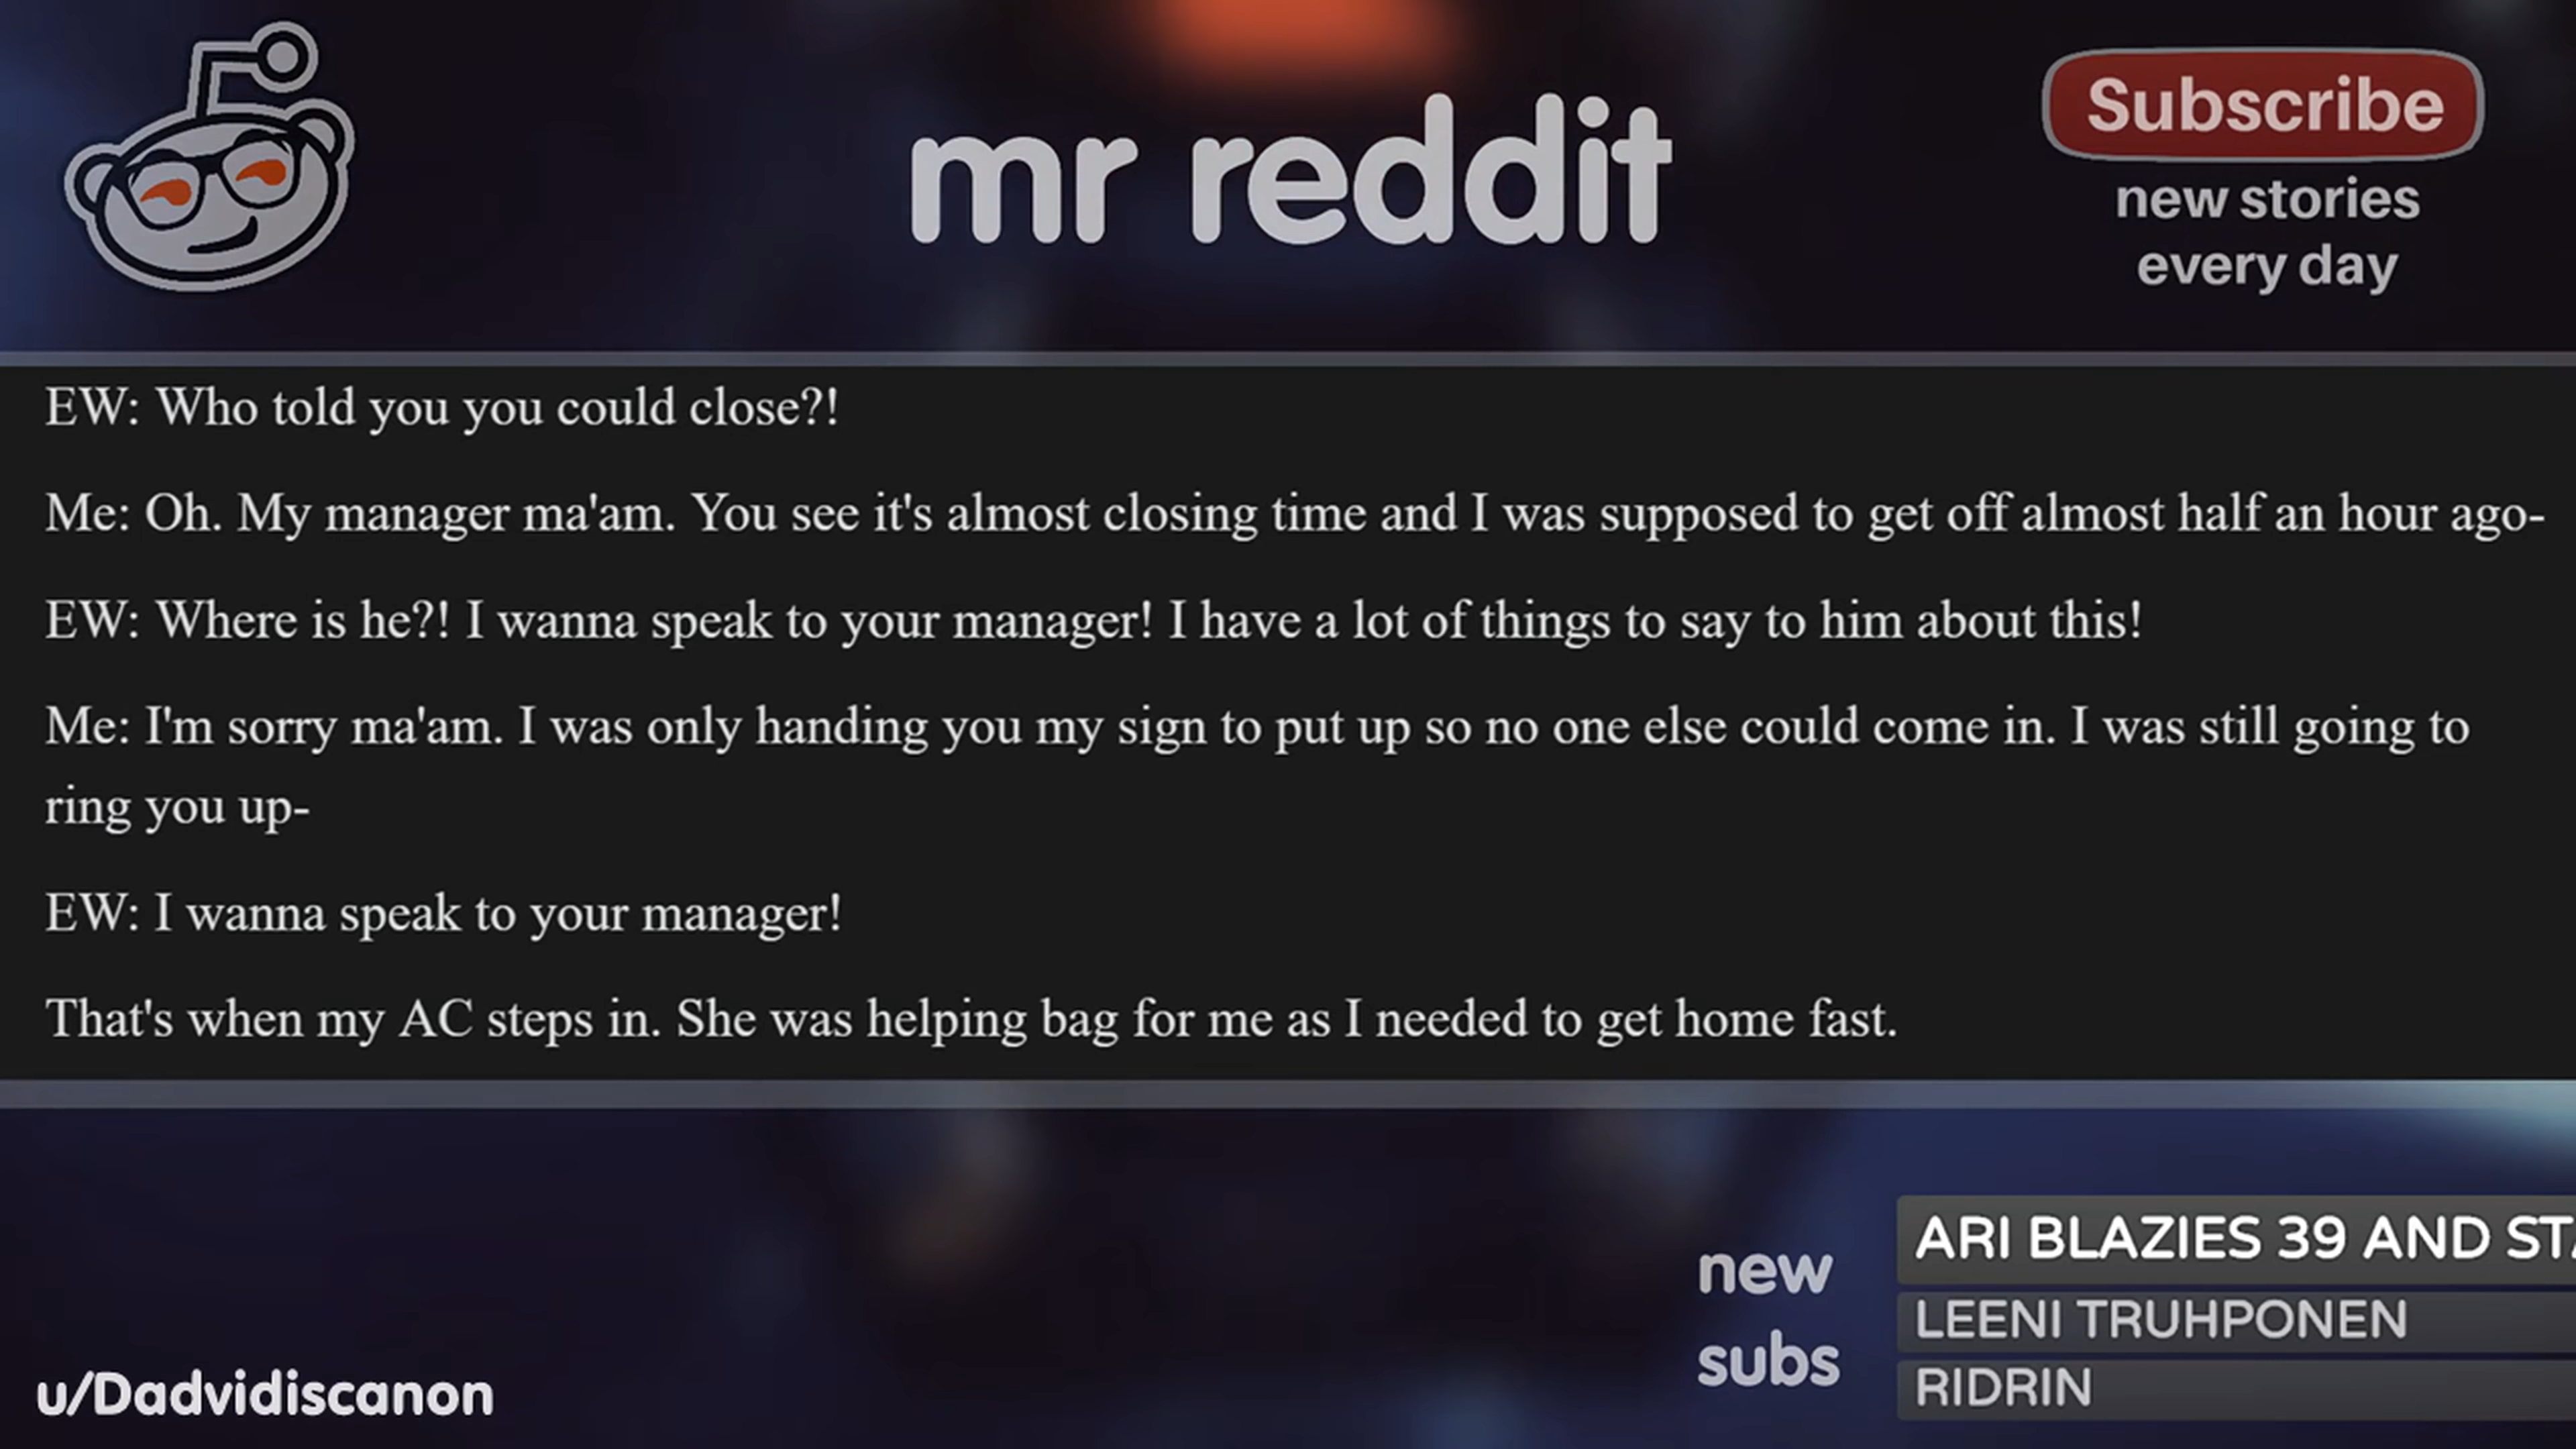 mr reddit
Subscribe
new stories
every day
EW: Who told you you could close?!
Me: Oh. My manager ma'am. You see it's almost closing time and I was supposed to get off almost half an hour ago-
EW: Where is he?! I wanna speak to your manager! I have a lot of things to say to him about this!
Me: I'm sorry ma'am. I was only handing you my sign to put up so no one else could come in. I was still going to
ring you up-
EW: I wanna speak to your manager!
That's when my AC steps in. She was helping bag for me as I needed to get home fast.
new
subs
ARI BLAZIES 39 AND
LEENI TRUHPONEN
RIDRIN
u/Dadvidiscanon